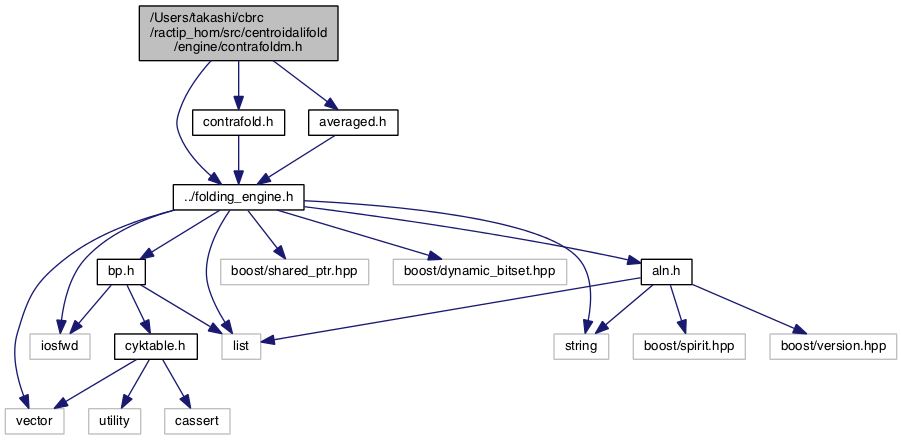 /Users/takashi/cbrc
/ractip_hom/src/centroidalifold
/engine/contrafoldm.h
contrafold.h
averaged.h
../folding_engine.h
bp.h
boost/shared_ptr.hpp
boost/dynamic_bitset.hpp
aln.h
iosfwd
cyktable.h
list
string
boost/spirit.hpp
boost/version.hpp
vector
utility
cassert